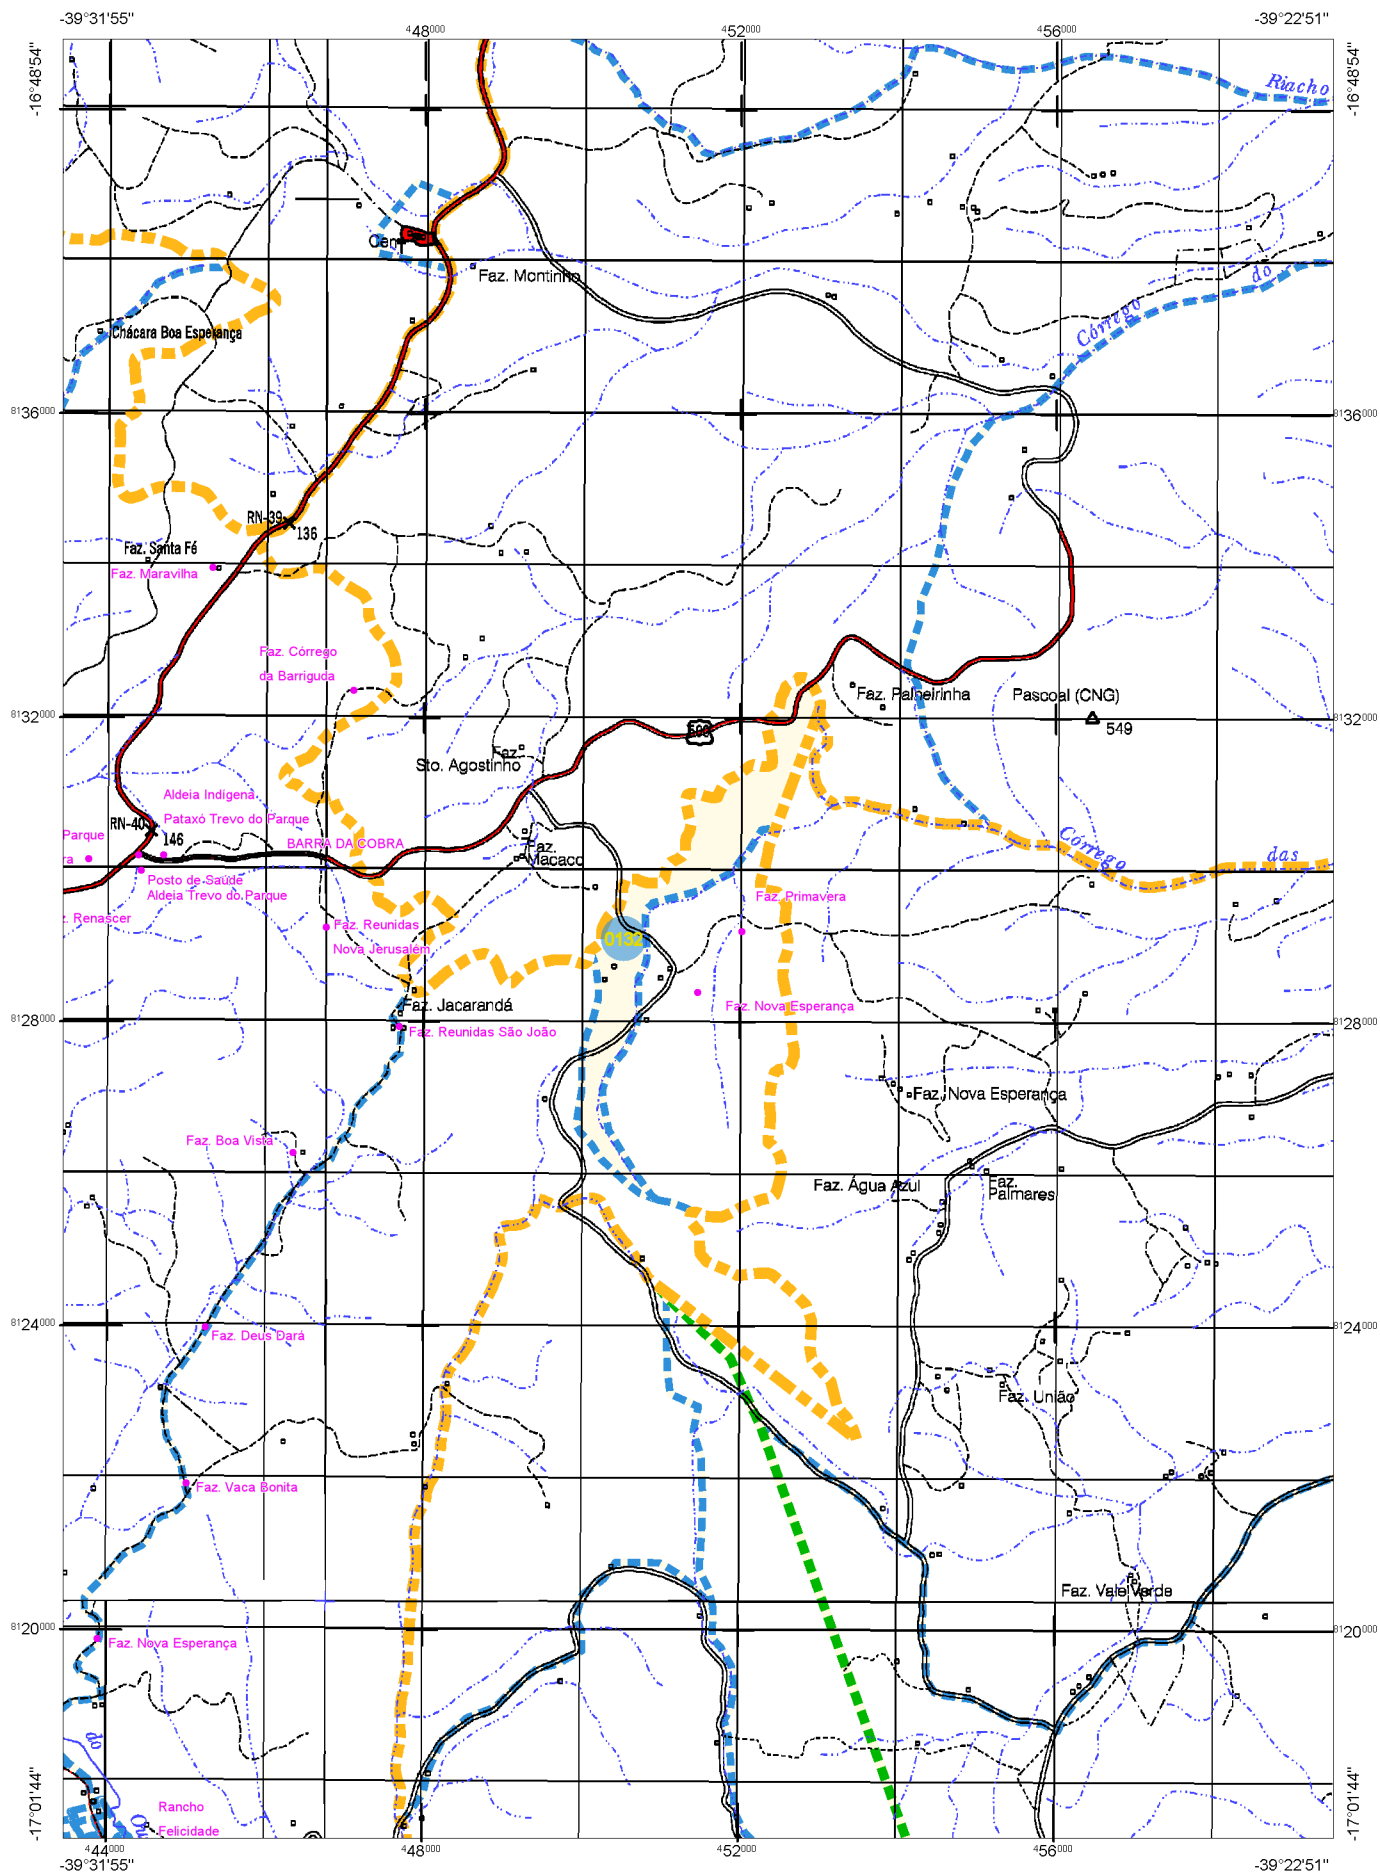 -39°31'55"
-39°22'51"
448000
452000
456000
-16°48'54"
-16°48'54"
Riacho
Cem
Faz. Montinho
do
Córrego
Chácara Boa Esperança
8136000
8136000
RN-39
136
Faz. Santa Fé
Faz. Maravilha
Faz. Córrego
da Barriguda
Faz. Palneirinha
Pascoal (CNG)
549
8132000
8132000
Faz.
Sto. Agostinho
Aldeia Indígena
Pataxó Trevo do Parque
RN-40
146
Parque
ra
BARRA DA COBRA
Faz.
Macaco
Córrego
das
Posto de Saúde
Aldeia Trevo do Parque
z. Renascer
Faz. Reunidas
Nova Jerusalém
Faz. Primavera
0132
Faz. Jacarandá
Faz. Nova Esperança
8128000
8128000
Faz. Reunidas São João
Faz. Nova Esperança
Faz. Boa Vista
Faz. Água Azul
Faz.
Palmares
8124000
8124000
Faz. Deus Dará
Faz. União
Faz. Vaca Bonita
Faz. Vale Verde
8120000
8120000
Faz. Nova Esperança
do
Rancho
Felicidade
-17°01'44"
-17°01'44"
444000
448000
452000
456000
-39°31'55"
-39°22'51"